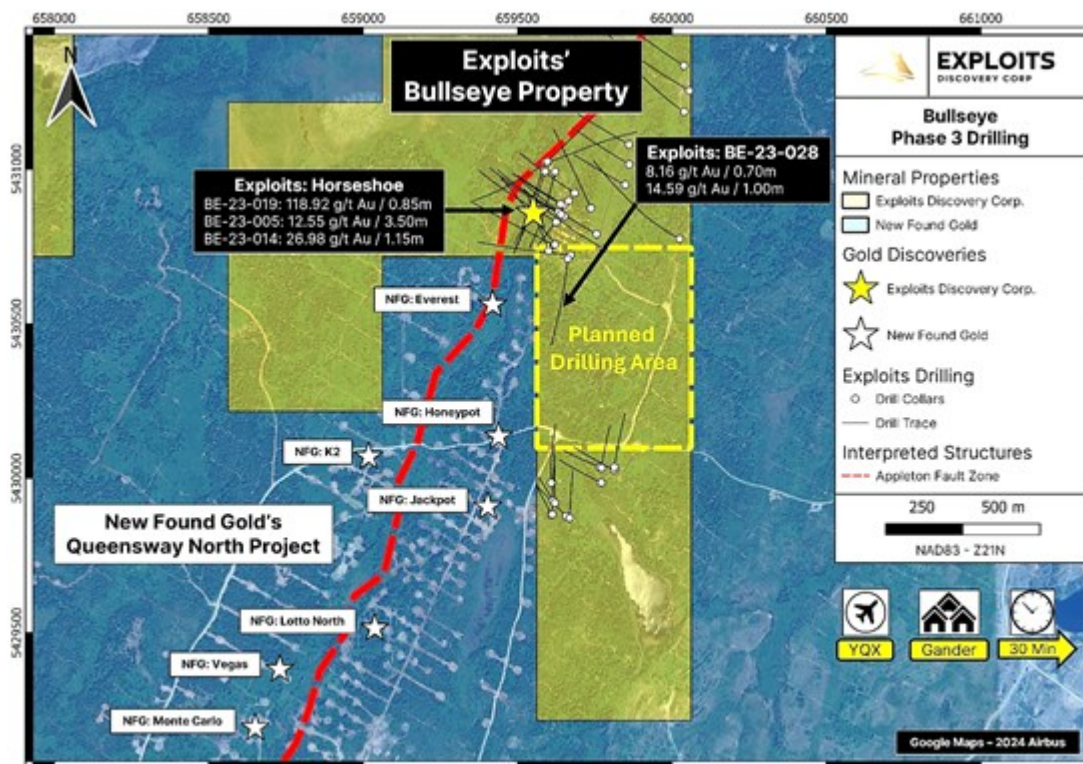 658000 658500 659000 659500 660000 660500 661000
N
Exploits'
Bullseye Property
Exploits: BE-23-028
8.16 g/t Au / 0.70m
14.59 g/t Au / 1.00m
Exploits: Horseshoe
BE-23-019: 118.92 g/t Au / 0.85m
BE-23-005: 12.55 g/t Au / 3.50m
BE-23-014: 26.98 g/t Au / 1.15m
5431000
5430500
5430000
5429500
NFG: Everest
Planned
Drilling Area
NFG: Honeypot
NFG: K2
NFG: Jackpot
New Found Gold's
Queensway North Project
NFG: Lotto North
NFG: Vegas
NFG: Monte Carlo
EXPLOITS
DISCOVERY CORP
Bullseye
Phase 3 Drilling
Mineral Properties
Exploits Discovery Corp.
New Found Gold
Gold Discoveries
Exploits Discovery Corp.
New Found Gold
Exploits Drilling
Drill Collars
Drill Trace
Interpreted Structures
Appleton Fault Zone
250 500 m
NAD83 - Z21N
YQX Gander 30 Min
Google Maps - 2024 Airbus